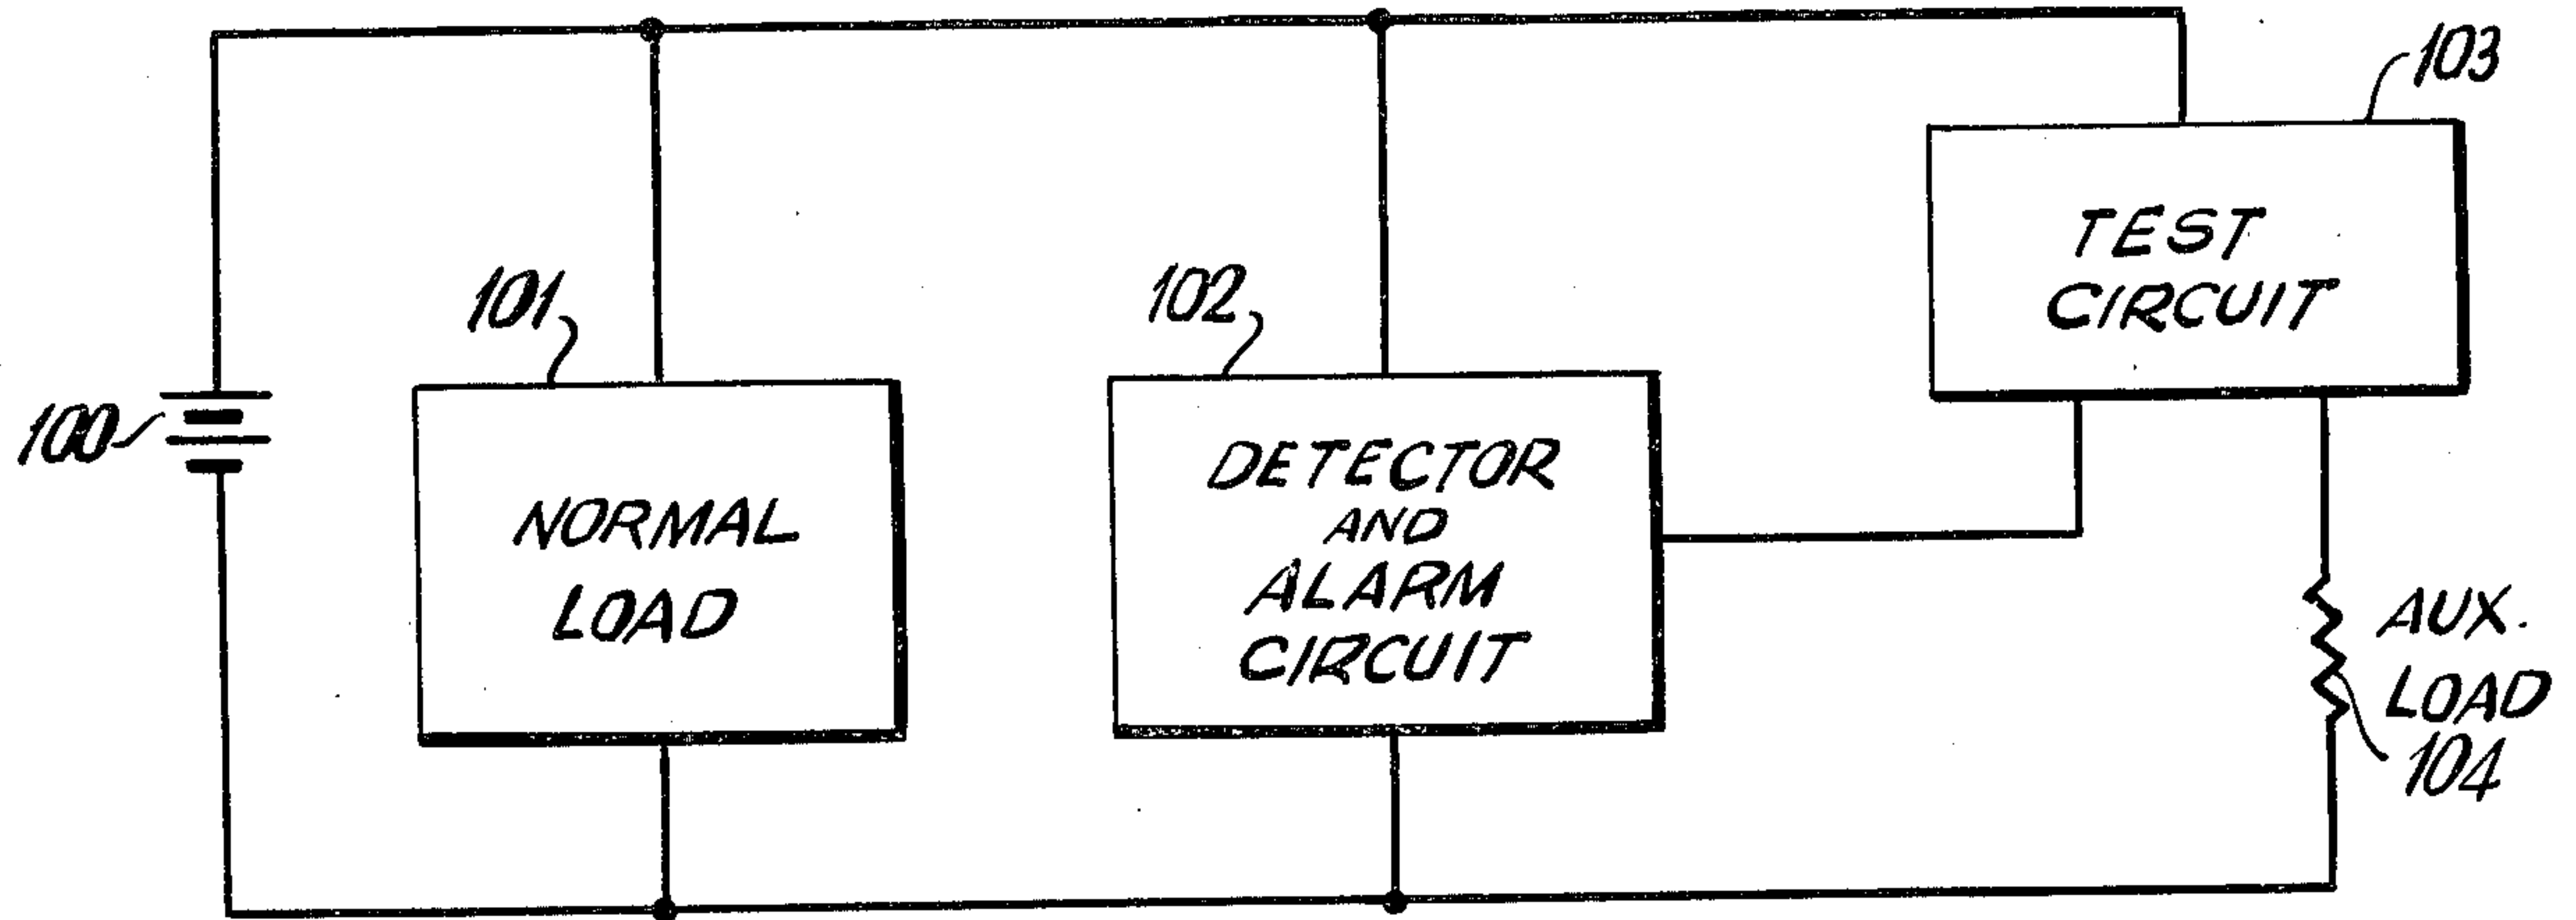 103
TEST
CIRCUIT
101
102
100
NORMAL
LOAD
DETECTOR
AND
ALARM
CIRCUIT
AUX.
LOAD
104